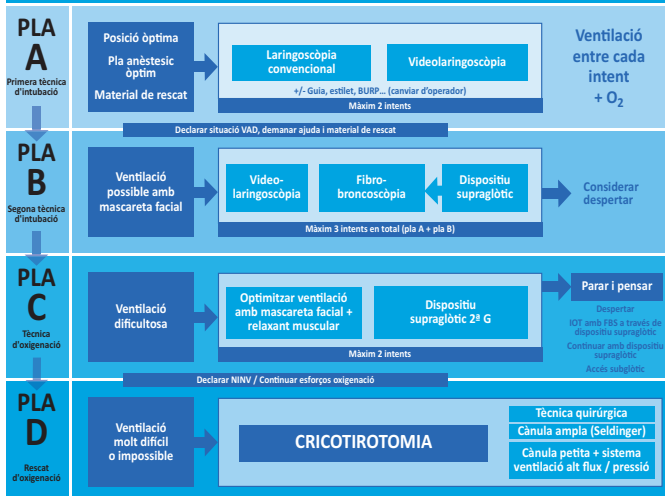 PLA
A
Primera tècnica
d'intubació
Posició òptima
Pla anèstesic
òptim
Material de rescat
Laringoscòpia
convencional
Videolaringoscòpia
+/- Guia, estilet, BURP... (canviar d'operador)
Màxim 2 intents
Ventilació
entre cada
intent
+ O₂
Declarar situació VAD, demanar ajuda i material de rescat
PLA
B
Segona tècnica
d'intubació
Ventilació
possible amb
mascareta facial
Video-
laringoscòpia
Fibro-
broncoscòpia
Dispositiu
supraglòtic
Màxim 3 intents en total (pla A + pla B)
Considerar
despertar
PLA
C
Tècnica
d'oxigenació
Ventilació
dificultosa
Optimitzar ventilació
amb mascareta facial +
relaxant muscular
Dispositiu
supraglòtic 2ª G
Màxim 2 intents
Parar i pensar
Despertar
IOT amb FBS a través de
dispositiu supraglòtic
Continuar amb dispositiu
supraglòtic
Accés subglòtic
Declarar NINV / Continuar esforços oxigenació
PLA
D
Rescat
d'oxigenació
Ventilació
molt difícil
o impossible
CRICOTIROTOMIA
Tècnica quirúrgica
Cànula ampla (Seldinger)
Cànula petita + sistema
ventilació alt flux / pressió